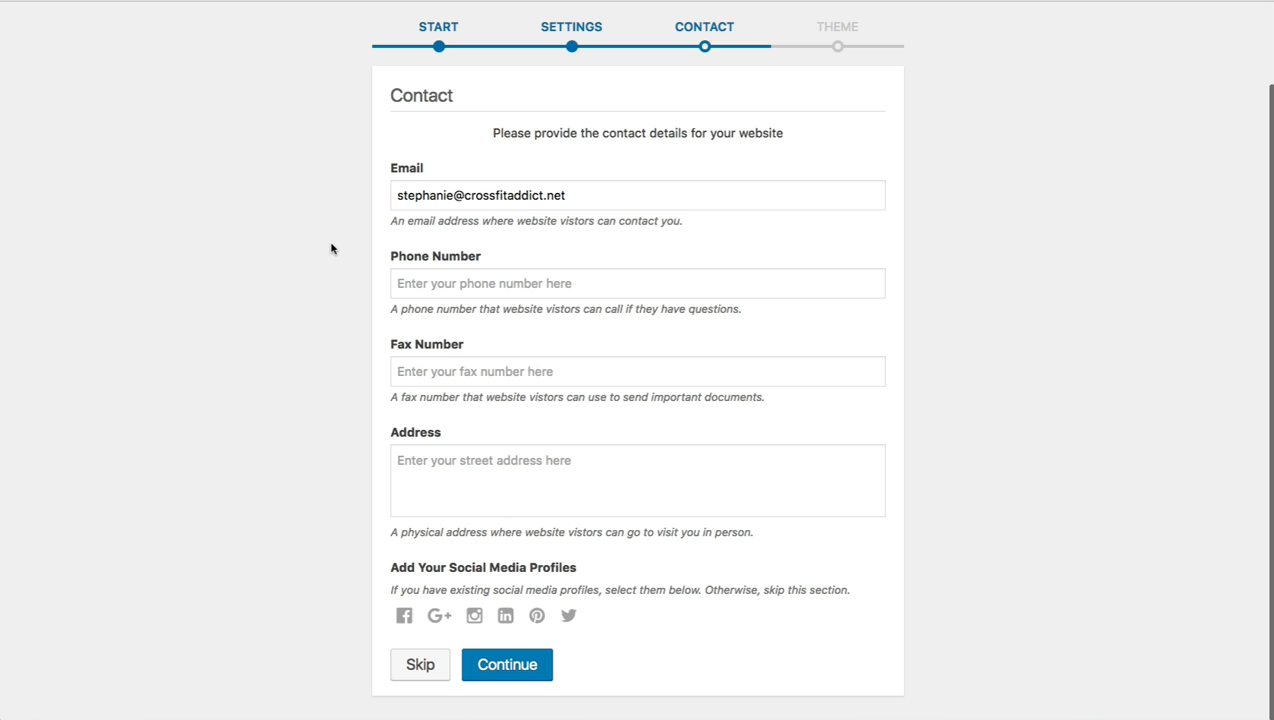 START SETTINGS CONTACT THEME
Contact
Please provide the contact details for your website
Email
stephanie@crossfitaddict.net
An email address where website vistors can contact you.
Phone Number
Enter your phone number here
A phone number that website vistors can call if they have questions.
Fax Number
Enter your fax number here
A fax number that website vistors can use to send important documents.
Address
Enter your street address here
A physical address where website vistors can go to visit you in person.
Add Your Social Media Profiles
If you have existing social media profiles, select them below. Otherwise, skip this section.
Skip Continue